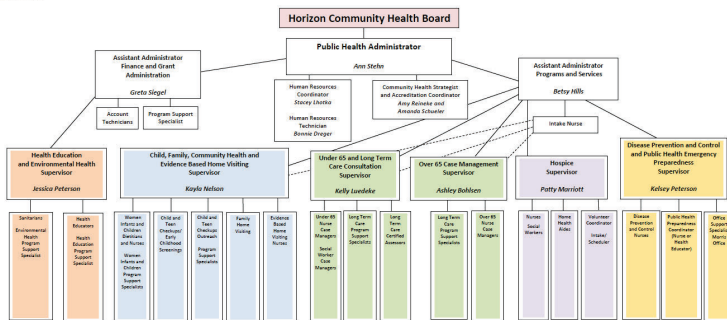 Horizon Community Health Board
Public Health Administrator
Ann Stehn
Assistant Administrator
Finance and Grant
Administration
Greta Siegel
Assistant Administrator
Programs and Services
Betsy Hills
Human Resources
Coordinator
Stacey Lhotka
Human Resources
Technician
Bonnie Dreger
Community Health Strategist
and Accreditation Coordinator
Amy Reineke and
Amanda Schueler
Account
Technicians
Program Support
Specialist
Intake Nurse
Health Education
and Environmental Health
Supervisor
Jessica Peterson
Child, Family, Community Health and
Evidence Based Home Visiting
Supervisor
Kayla Nelson
Under 65 and Long Term
Care Consultation
Supervisor
Kelly Luedeke
Over 65 Case Management
Supervisor
Ashley Bohlsen
Hospice
Supervisor
Patty Marriott
Disease Prevention and Control
and Public Health Emergency
Preparedness
Supervisor
Kelsey Peterson
Sanitarians
Environmental
Health
Program
Support
Specialist
Health
Educators
Health
Education
Program
Support
Specialist
Women
Infants and
Children
Dietitians
and Nurses
Women
Infants and
Children
Program
Support
Specialists
Child and
Teen
Checkups/
Early
Childhood
Screenings
Child and
Teen
Checkups
Outreach
Program
Support
Specialists
Family
Home
Visiting
Evidence
Based
Home
Visiting
Nurses
Under 65
Nurse
Case
Managers
Social
Worker
Case
Managers
Long Term
Care
Program
Support
Specialists
Long
Term
Care
Certified
Assessors
Long Term
Care
Program
Support
Specialists
Over 65
Nurse
Case
Managers
Nurses
Social
Workers
Home
Health
Aides
Volunteer
Coordinator
Intake/
Scheduler
Disease
Prevention
and Control
Nurses
Public Health
Preparedness
Coordinator
(Nurse or
Health
Educator)
Office
Support
Specialist
Morris
Office